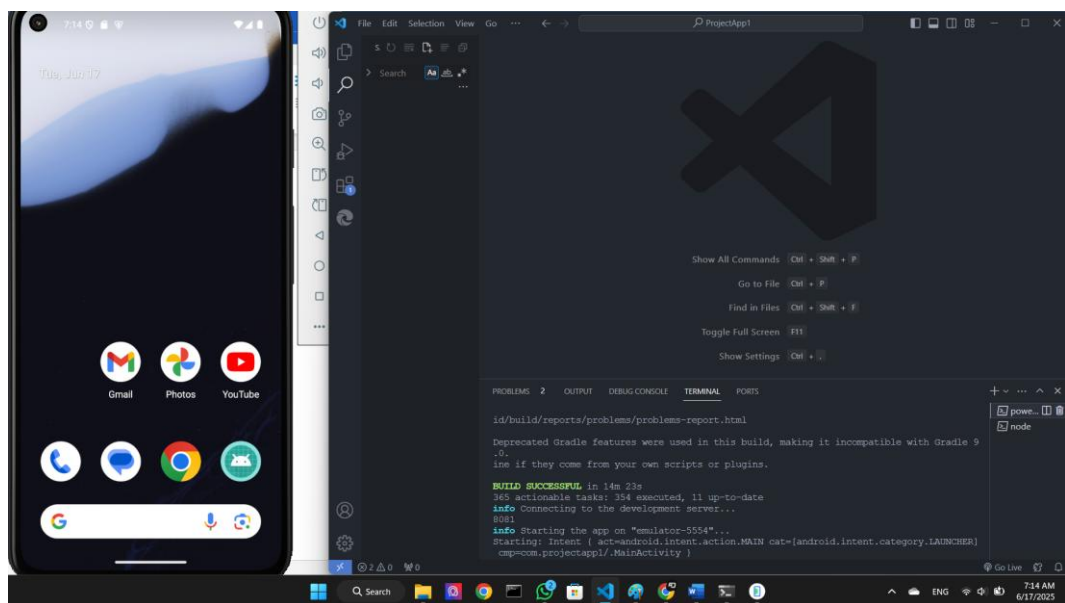 7:14
Tue, Jun 17
Gmail
Photos
YouTube
File Edit Selection View Go ...
ProjectApp1
Search
Aa
ab
Show All Commands Ctrl + Shift + P
Go to File Ctrl + P
Find in Files Ctrl + Shift + F
Toggle Full Screen F11
Show Settings Ctrl + ,
PROBLEMS 2 OUTPUT DEBUG CONSOLE TERMINAL PORTS
powe...
node
id/build/reports/problems/problems-report.html
Deprecated Gradle features were used in this build, making it incompatible with Gradle 9
.0.
ine if they come from your own scripts or plugins.
BUILD SUCCESSFUL in 14m 23s
365 actionable tasks: 354 executed, 11 up-to-date
info Connecting to the development server...
8081
info Starting the app on "emulator-5554"...
Starting: Intent { act=android.intent.action.MAIN cat=[android.intent.category.LAUNCHER]
cmp=com.projectapp1/.MainActivity }
2 0 0
Go Live
Search
ENG
7:14 AM
6/17/2025